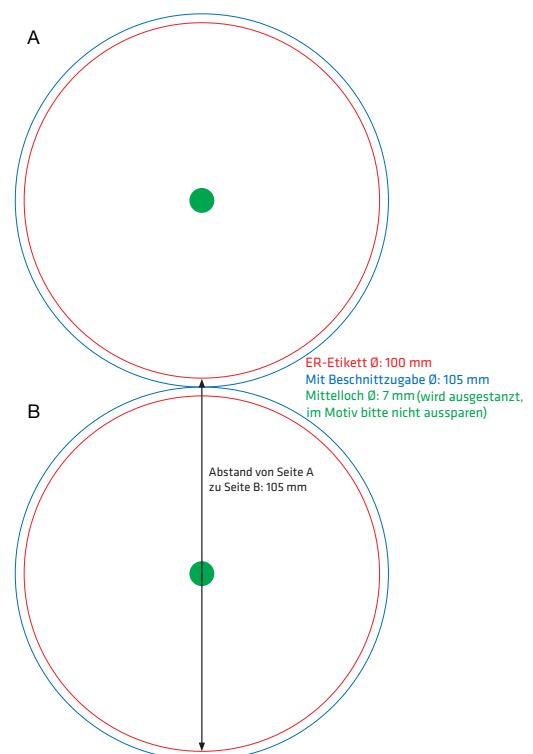 A
ER-Etikett Ø: 100 mm
Mit Beschnittzugabe Ø: 105 mm
Mittelloch Ø: 7 mm (wird ausgestanzt,
im Motiv bitte nicht aussparen)
B
Abstand von Seite A
zu Seite B: 105 mm